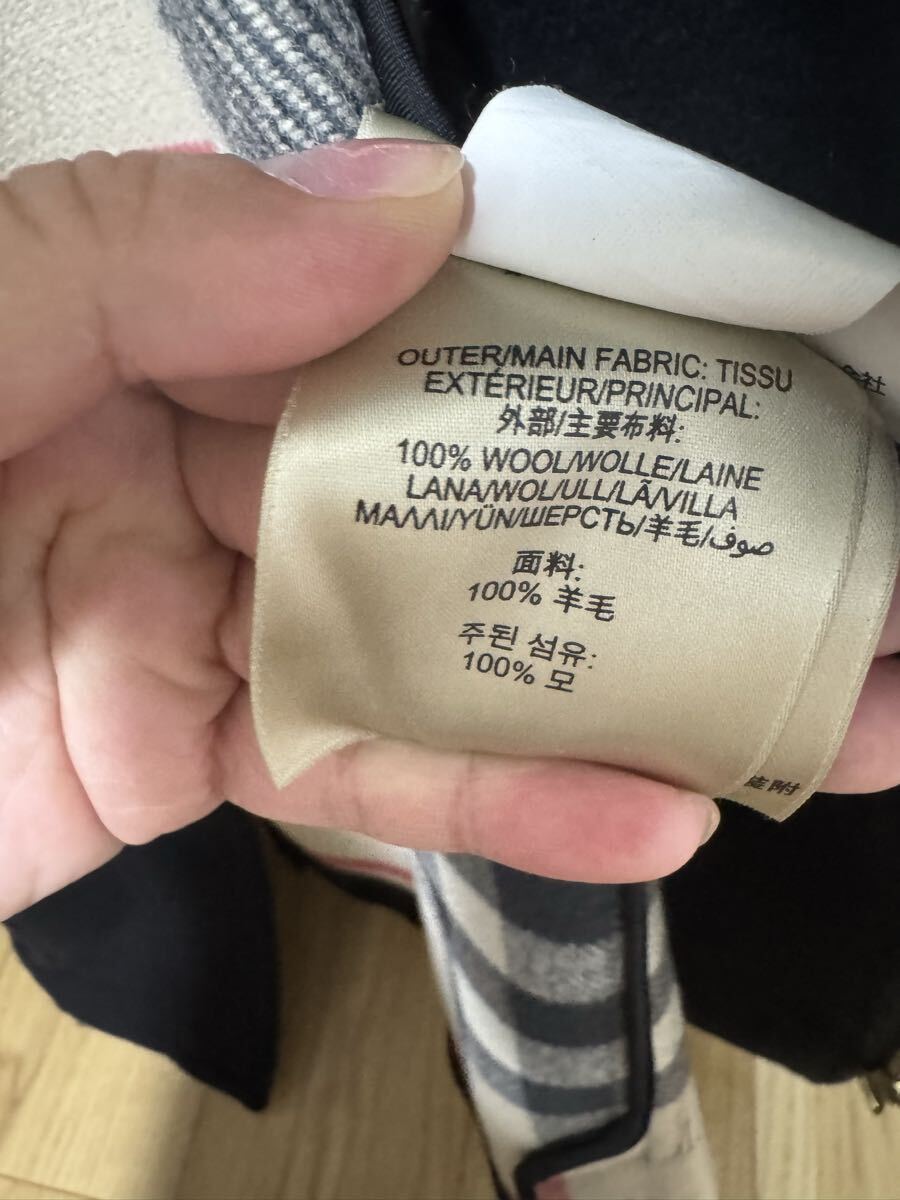 OUTER/MAIN FABRIC: TISSU
EXTÉRIEUR/PRINCIPAL:
外部/主要布料:
100% WOOL/WOLLE/LAINE
LANA/WOL/ULL/LÃ/VILLA
ΜΑΛΛΙ/YÜN/ШЕРСТЬ/羊毛/صوف
面料:
100% 羊毛
주된 섬유:
100% 모
社
附